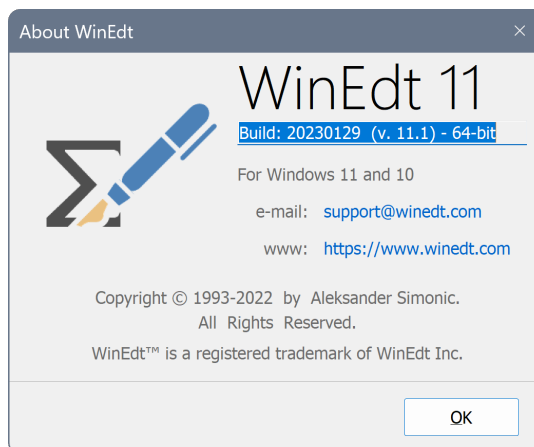 About WinEdt
WinEdt 11
Build: 20230129 (v. 11.1) - 64-bit
For Windows 11 and 10
e-mail: support@winedt.com
www: https://www.winedt.com
Copyright © 1993-2022 by Aleksander Simonic.
All Rights Reserved.
WinEdt™ is a registered trademark of WinEdt Inc.
OK